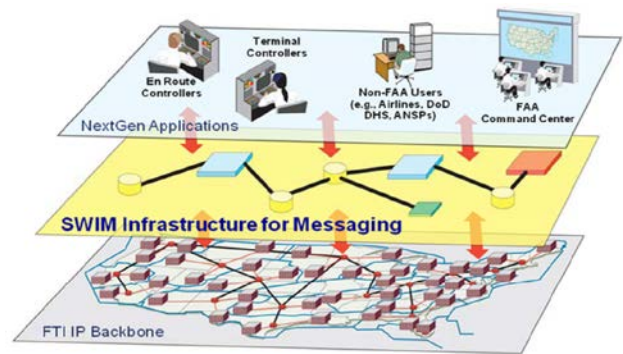 Terminal
Controllers
En Route
Controllers
Non-FAA Users
(e.g., Airlines, DoD
DHS, ANSPs)
FAA
Command Center
NextGen Applications
SWIM Infrastructure for Messaging
FTI IP Backbone